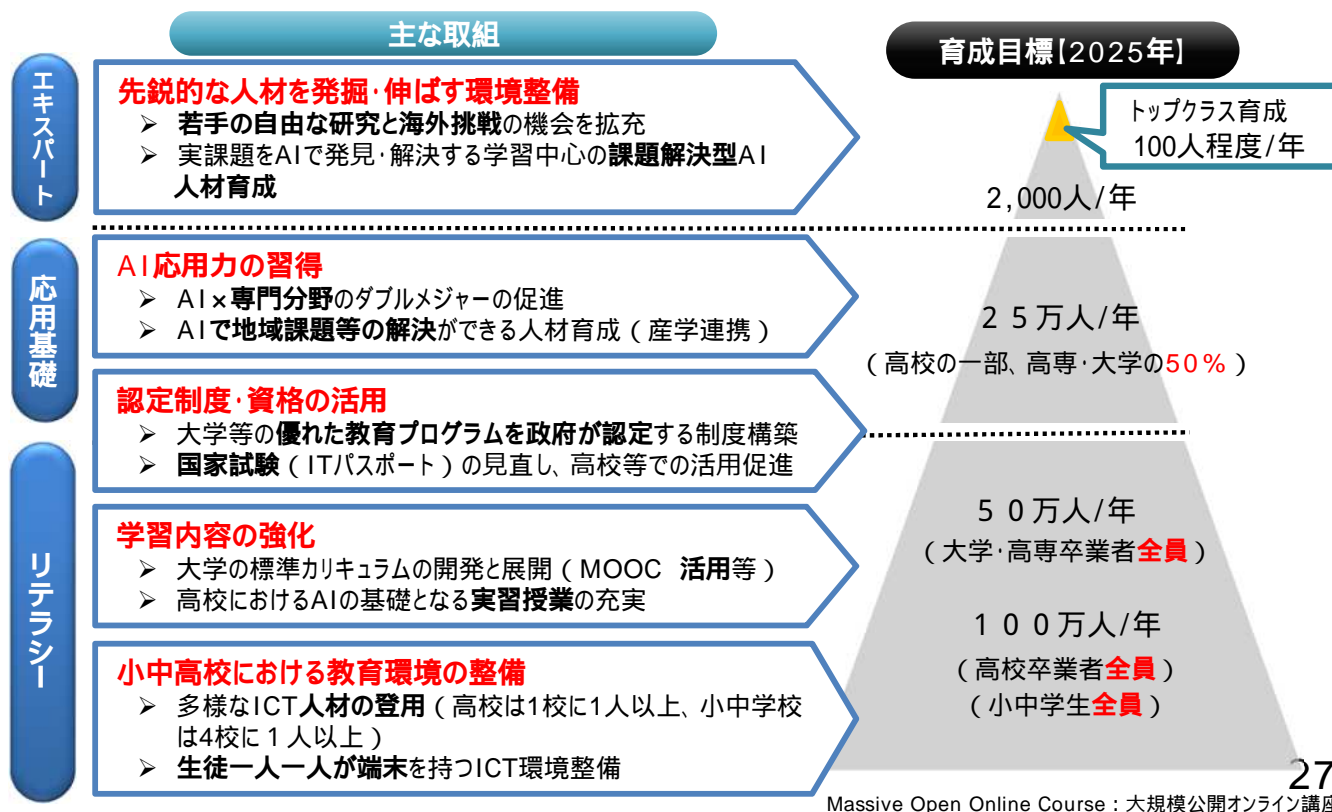 主な取組
育成目標【2025年】
エキスパート
先鋭的な人材を発掘・伸ばす環境整備
➢ 若手の自由な研究と海外挑戦の機会を拡充
➢ 実課題をAIで発見・解決する学習中心の課題解決型AI
人材育成
トップクラス育成
100人程度/年
2,000人/年
応用基礎
AI応用力の習得
➢ AI×専門分野のダブルメジャーの促進
➢ AIで地域課題等の解決ができる人材育成（産学連携）
25万人/年
（高校の一部、高専・大学の50%）
認定制度・資格の活用
➢ 大学等の優れた教育プログラムを政府が認定する制度構築
➢ 国家試験（ITパスポート）の見直し、高校等での活用促進
リテラシー
学習内容の強化
➢ 大学の標準カリキュラムの開発と展開（MOOC 活用等）
➢ 高校におけるAIの基礎となる実習授業の充実
50万人/年
（大学・高専卒業者全員）
100万人/年
（高校卒業者全員）
（小中学生全員）
小中高校における教育環境の整備
➢ 多様なICT人材の登用（高校は1校に1人以上、小中学校
は4校に１人以上）
➢ 生徒一人一人が端末を持つICT環境整備
27
Massive Open Online Course：大規模公開オンライン講座